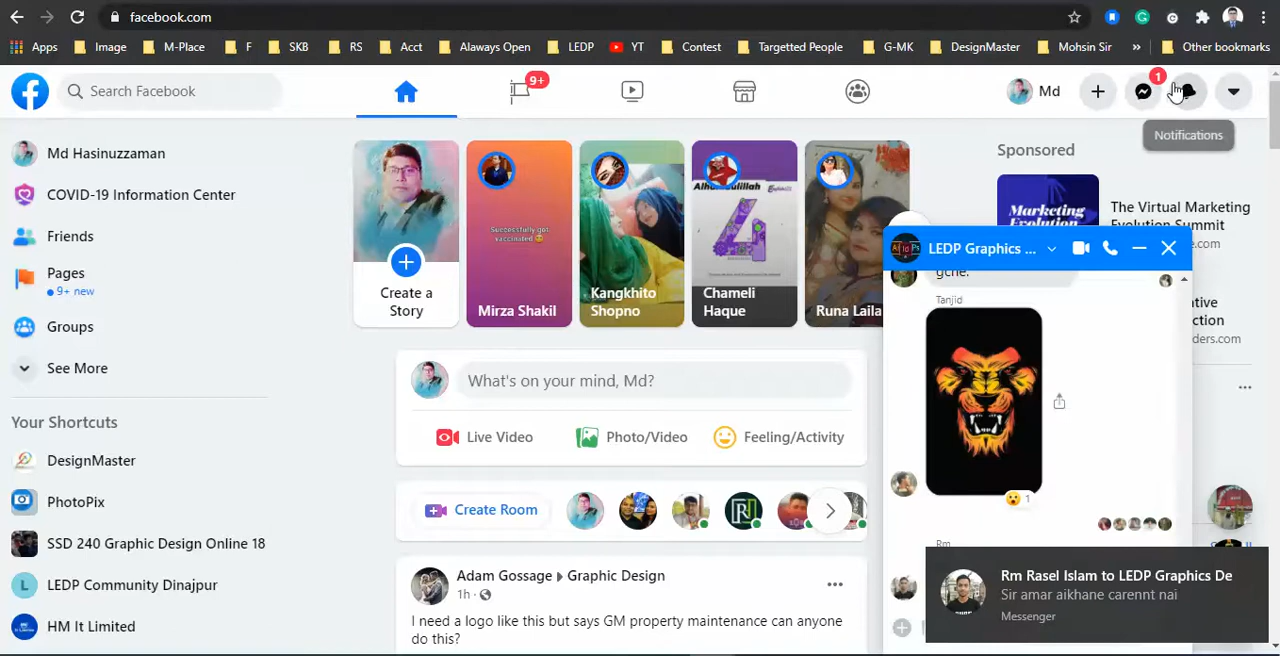 facebook.com
Apps Image M-Place F SKB RS Acct Alaways Open LEDP YT Contest Targetted People G-MK DesignMaster Mohsin Sir » Other bookmarks
Search Facebook
9+
Md
1
Notifications
Md Hasinuzzaman
COVID-19 Information Center
Friends
Pages
9+ new
Groups
See More
Your Shortcuts
DesignMaster
PhotoPix
SSD 240 Graphic Design Online 18
L LEDP Community Dinajpur
HM It Limited
Create a
Story
Successfully got
vaccinated
Mirza Shakil
Kangkhito
Shopno
4
Chameli
Haque
Runa Laila
What's on your mind, Md?
Live Video
Photo/Video
Feeling/Activity
Create Room
Adam Gossage Graphic Design
1h ·
I need a logo like this but says GM property maintenance can anyone
do this?
Sponsored
Marketing
The Virtual Marketing
Evolution Summit
LEDP Graphics ...
Tanjid
1
Rm
Rm Rasel Islam to LEDP Graphics De
Sir amar aikhane carennt nai
Messenger